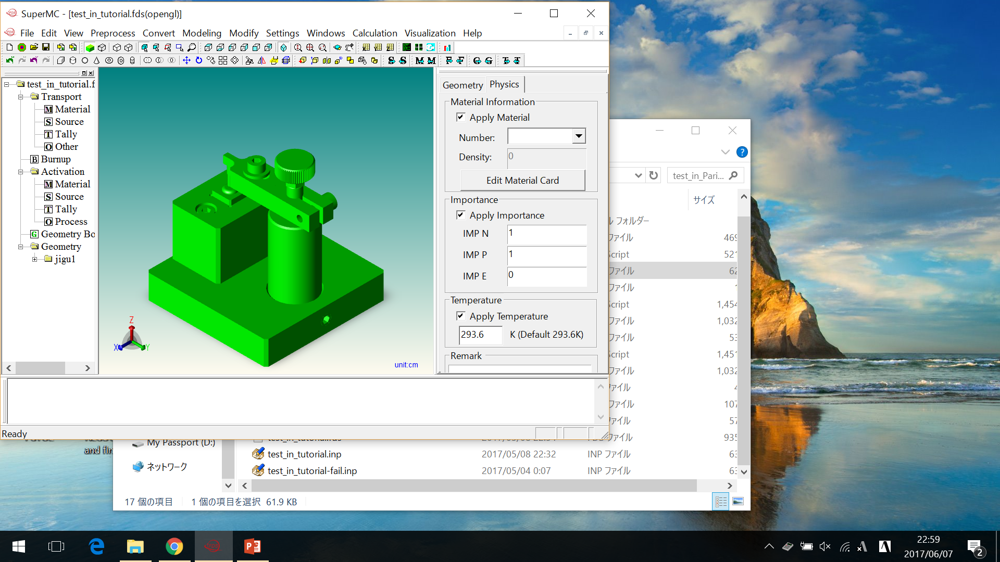 SuperMC - [test_in_tutorial.fds(opengl)]
File Edit View Preprocess Convert Modeling Modify Settings Windows Calculation Visualization Help
test_in_tutorial.f
Transport
M Material
S Source
T Tally
O Other
B Burnup
Activation
M Material
S Source
T Tally
O Process
G Geometry Bo
Geometry
jigu1
Z
X
Y
unit:cm
Geometry Physics
Material Information
Apply Material
Number:
Density: 0
Edit Material Card
Importance
Apply Importance
IMP N 1
IMP P 1
IMP E 0
Temperature
Apply Temperature
293.6 K (Default 293.6K)
Remark
Ready
test_in_Pari...
サイズ
フォルダー
ファイル 469
Script 521
ファイル 62
ファイル
Script 1,454
ファイル 1,032
ファイル 53
Script 1,451
ファイル 1,032
ファイル 4
ファイル 107
ファイル 57
ファイル 935
and fin
My Passport (D:)
ネットワーク
test_in_tutorial.inp 2017/05/08 22:32 INP ファイル 63
test_in_tutorial-fail.inp 2017/05/04 0:07 INP ファイル 63
17 個の項目 1 個の項目を選択 61.9 KB
22:59
2017/06/07
2